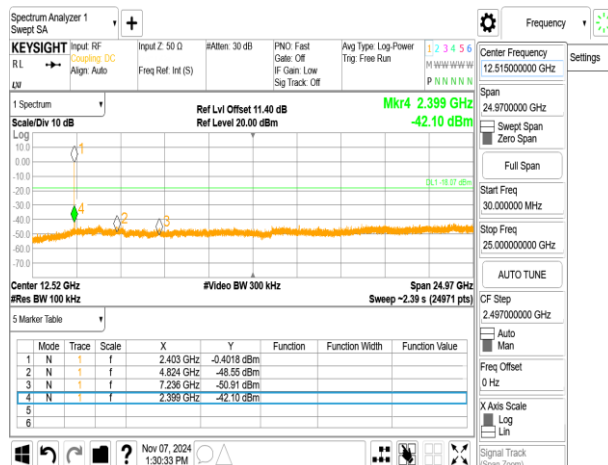 Spectrum Analyzer 1
Swept SA
Frequency
KEYSIGHT
Input: RF
Input Z: 50 Ω
#Atten: 30 dB
PNO: Fast
Avg Type: Log-Power
1 2 3 4 5 6
RL
Coupling: DC
Gate: Off
Trig: Free Run
M W W W W W
Align: Auto
Freq Ref: Int (S)
IF Gain: Low
Sig Track: Off
P N N N N N
LXI
1 Spectrum
Ref Lvl Offset 11.40 dB
Mkr4 2.399 GHz
Scale/Div 10 dB
Ref Level 20.00 dBm
-42.10 dBm
Log
10.0
0.00
-10.0
-20.0
-30.0
-40.0
-50.0
-60.0
-70.0
1
4
2
3
DL1 -18.07 dBm
Center 12.52 GHz
#Video BW 300 kHz
Span 24.97 GHz
#Res BW 100 kHz
Sweep ~2.39 s (24971 pts)
5 Marker Table
Mode Trace Scale X Y Function Function Width Function Value
1 N 1 f 2.403 GHz -0.4018 dBm
2 N 1 f 4.824 GHz -48.55 dBm
3 N 1 f 7.236 GHz -50.91 dBm
4 N 1 f 2.399 GHz -42.10 dBm
5
6
?
Nov 07, 2024
1:30:33 PM
Center Frequency
12.515000000 GHz
Settings
Span
24.9700000 GHz
Swept Span
Zero Span
Full Span
Start Freq
30.000000 MHz
Stop Freq
25.000000000 GHz
AUTO TUNE
CF Step
2.497000000 GHz
Auto
Man
Freq Offset
0 Hz
X Axis Scale
Log
Lin
Signal Track
(Span Zoom)